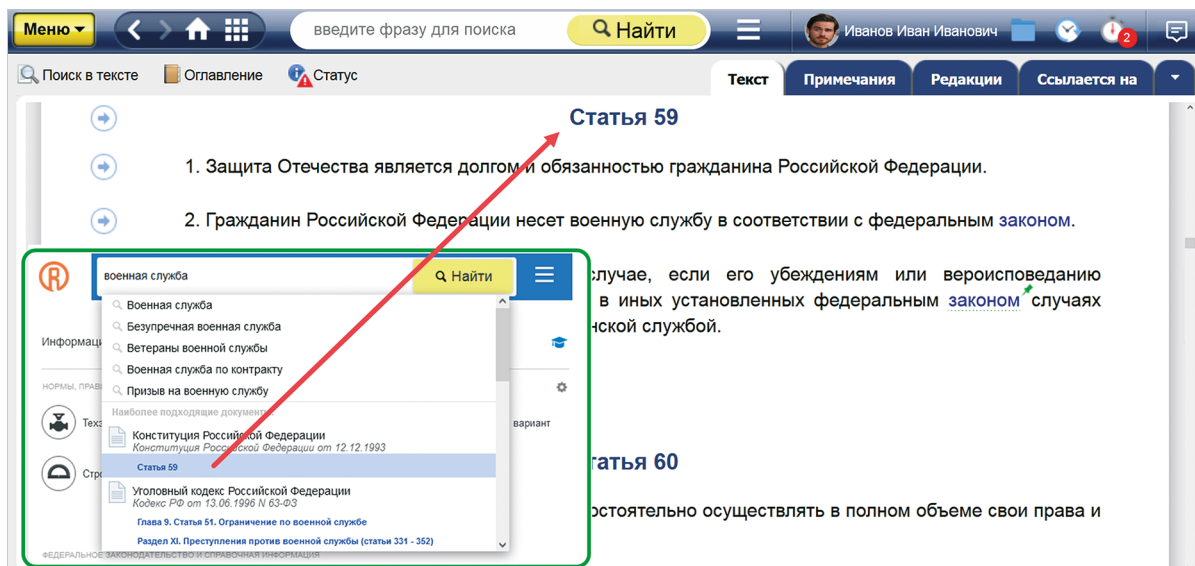 Меню
введите фразу для поиска
Найти
Иванов Иван Иванович
2
Поиск в тексте
Оглавление
Статус
Текст
Примечания
Редакции
Ссылается на
Статья 59
1. Защита Отечества является долгом и обязанностью гражданина Российской Федерации.
2. Гражданин Российской Федерации несет военную службу в соответствии с федеральным законом.
случае, если его убеждениям или вероисповеданию
в иных установленных федеральным законом случаях
нской службой.
татья 60
остоятельно осуществлять в полном объеме свои права и
R
военная служба
Найти
Военная служба
Безупречная военная служба
Ветераны военной службы
Военная служба по контракту
Призыв на военную службу
Наиболее подходящие документы:
Конституция Российской Федерации
Конституция Российской Федерации от 12.12.1993
Статья 59
Уголовный кодекс Российской Федерации
Кодекс РФ от 13.06.1996 N 63-ФЗ
Глава 9. Статья 51. Ограничение по военной службе
Раздел XI. Преступления против военной службы (статьи 331 - 352)
Информаци
НОРМЫ, ПРАВ
Техэ
вариант
Стро
ФЕДЕРАЛЬНОЕ ЗАКОНОДАТЕЛЬСТВО И СПРАВОЧНАЯ ИНФОРМАЦИЯ